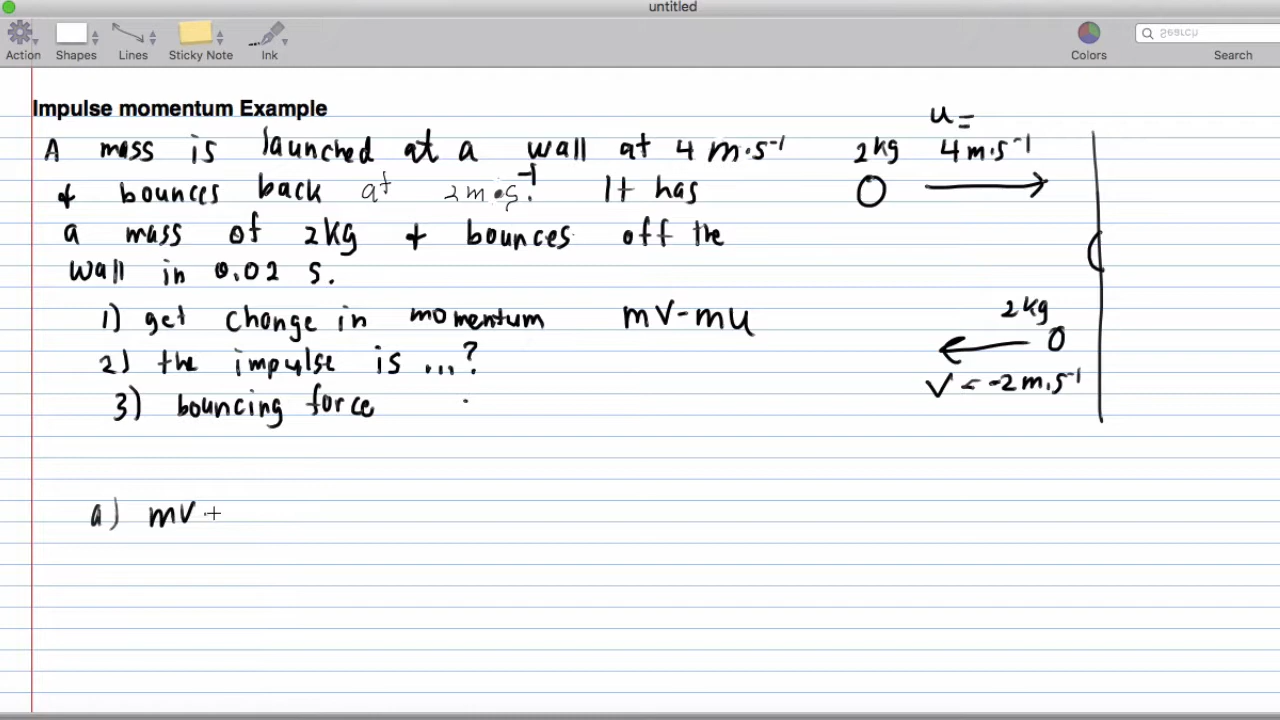 untitled
Action Shapes Lines Sticky Note Ink Colors Search Search
Impulse momentum Example
A mass is launched at a wall at 4 m·s⁻¹
+ bounces back at 2m·s⁻¹. It has
a mass of 2kg + bounces off the
wall in 0.02 s.
1) get change in momentum mV-mu
2) the impulse is ...?
3) bouncing force
u=
2kg 4m·s⁻¹
2kg
V = -2m.s⁻¹
a) mV +